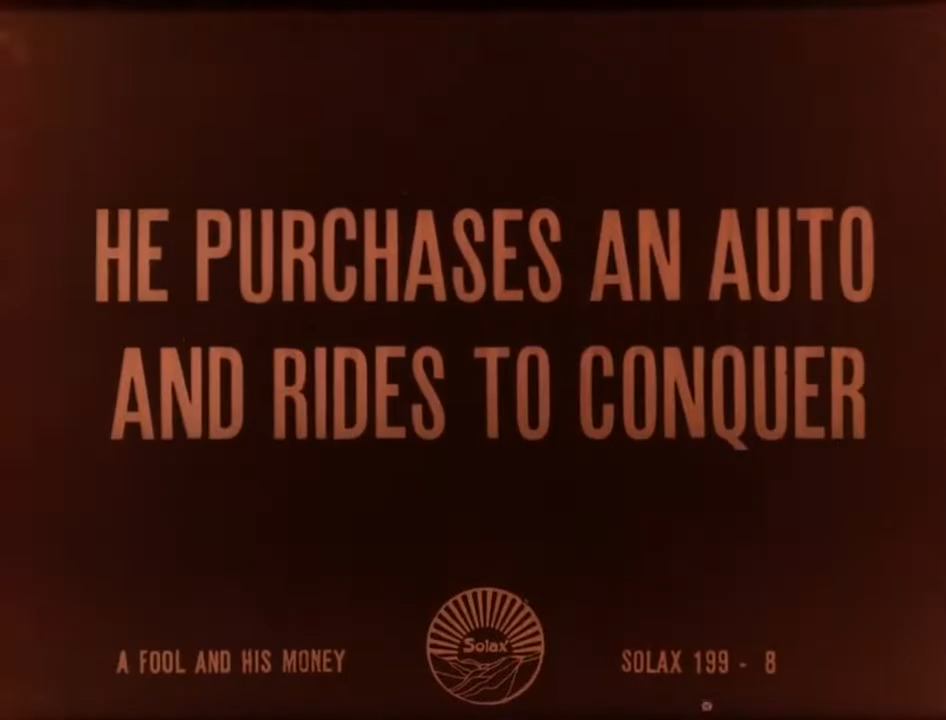 HE PURCHASES AN AUTO
AND RIDES TO CONQUER
Solax
A FOOL AND HIS MONEY
SOLAX 199 - 8